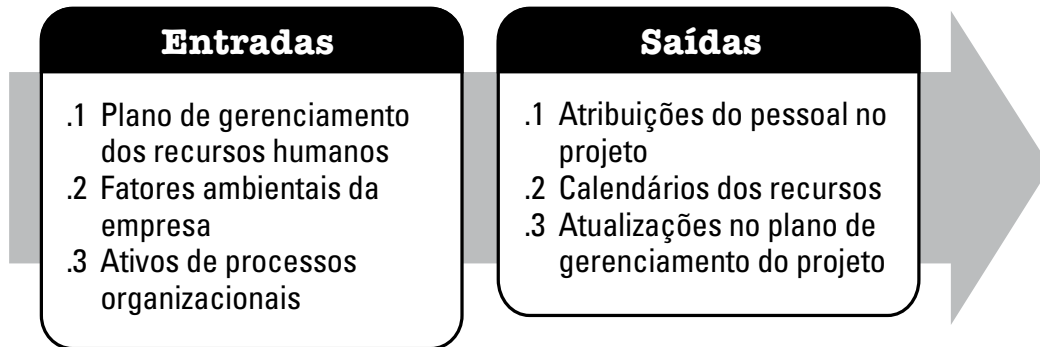 Entradas
.1 Plano de gerenciamento
dos recursos humanos
.2 Fatores ambientais da
empresa
.3 Ativos de processos
organizacionais
Saídas
.1 Atribuições do pessoal no
projeto
.2 Calendários dos recursos
.3 Atualizações no plano de
gerenciamento do projeto